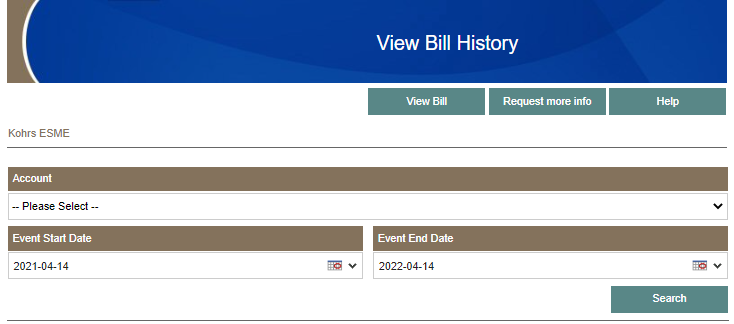 View Bill History
View Bill
Request more info
Help
Kohrs ESME
Account
-- Please Select --
Event Start Date
Event End Date
2021-04-14
2022-04-14
Search